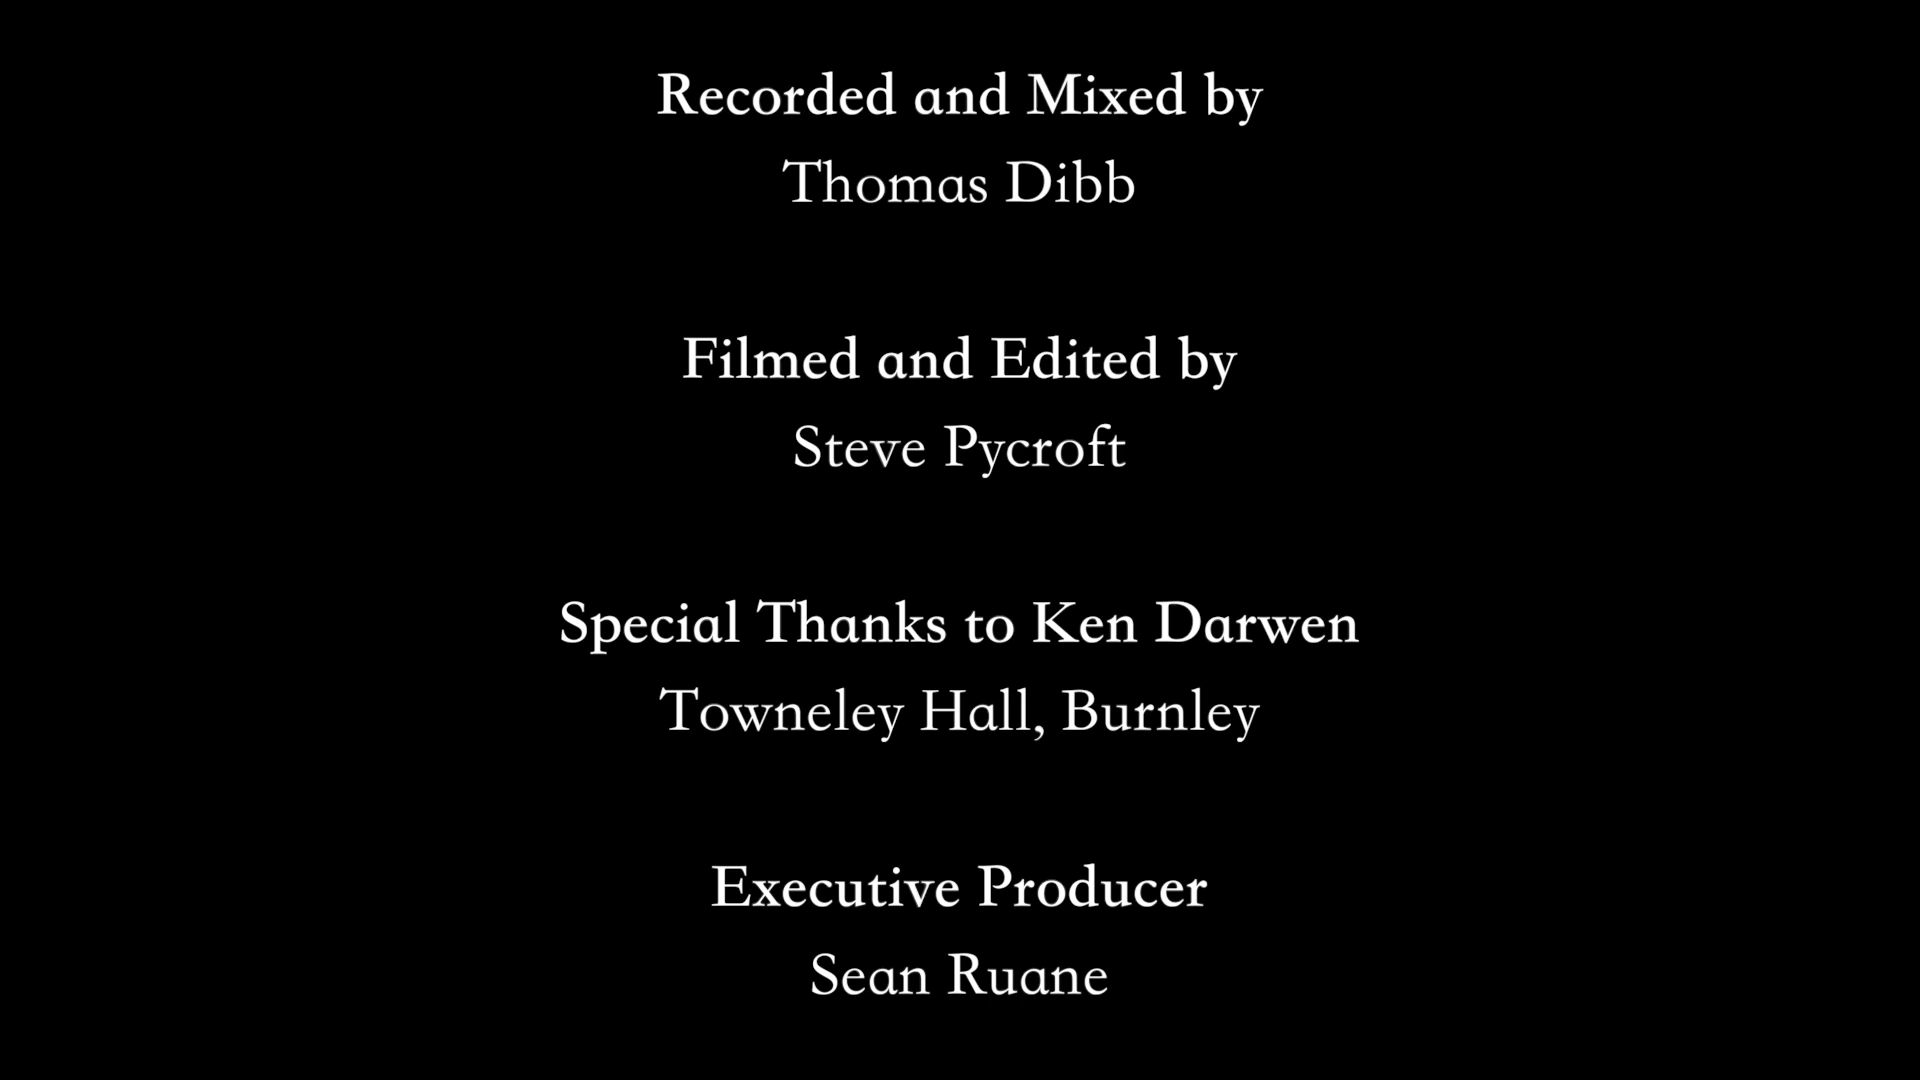 Recorded and Mixed by
Thomas Dibb
Filmed and Edited by
Steve Pycroft
Special Thanks to Ken Darwen
Towneley Hall, Burnley
Executive Producer
Sean Ruane